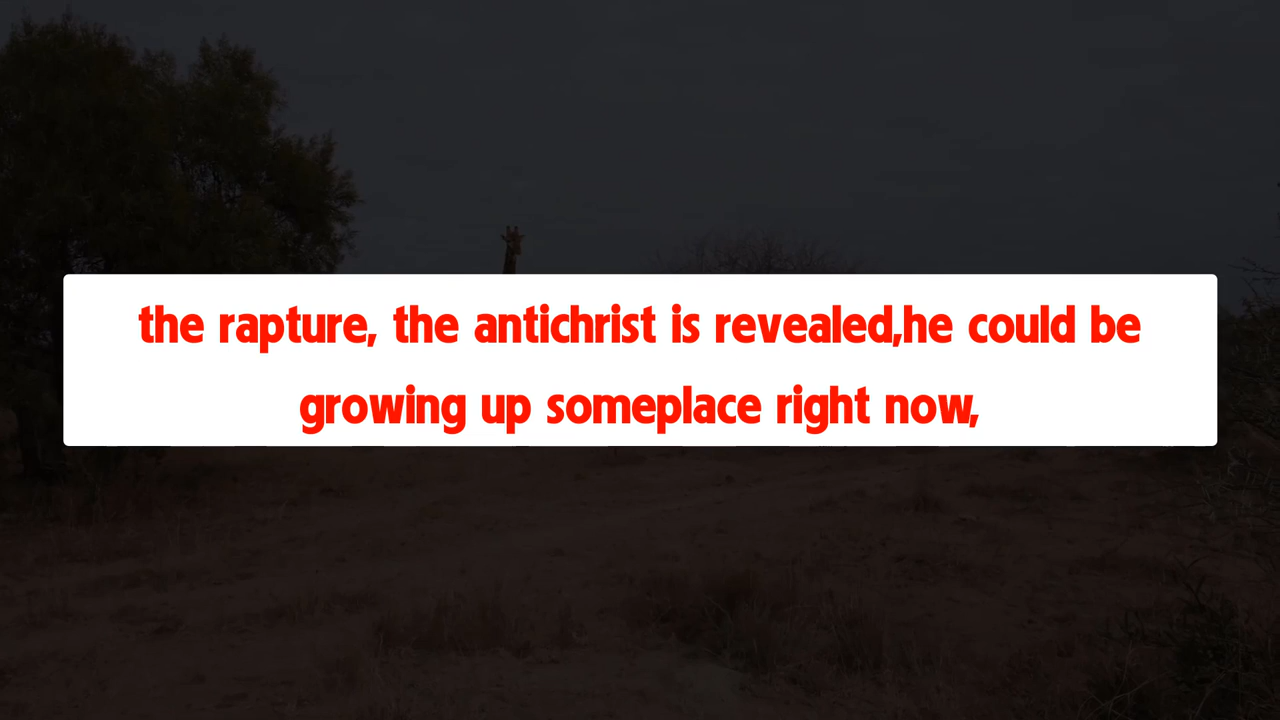 the rapture, the antichrist is revealed,he could be
growing up someplace right now,